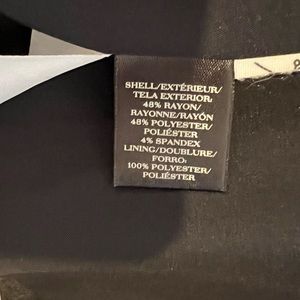 SHELL/EXTÉRIEUR/
TELA EXTERIOR:
48% RAYON/
RAYONNE/RAYÓN
48% POLYESTER/
POLIÉSTER
4% SPANDEX
LINING/DOUBLURE/
FORRO:
100% POLYESTER/
POLIÉSTER